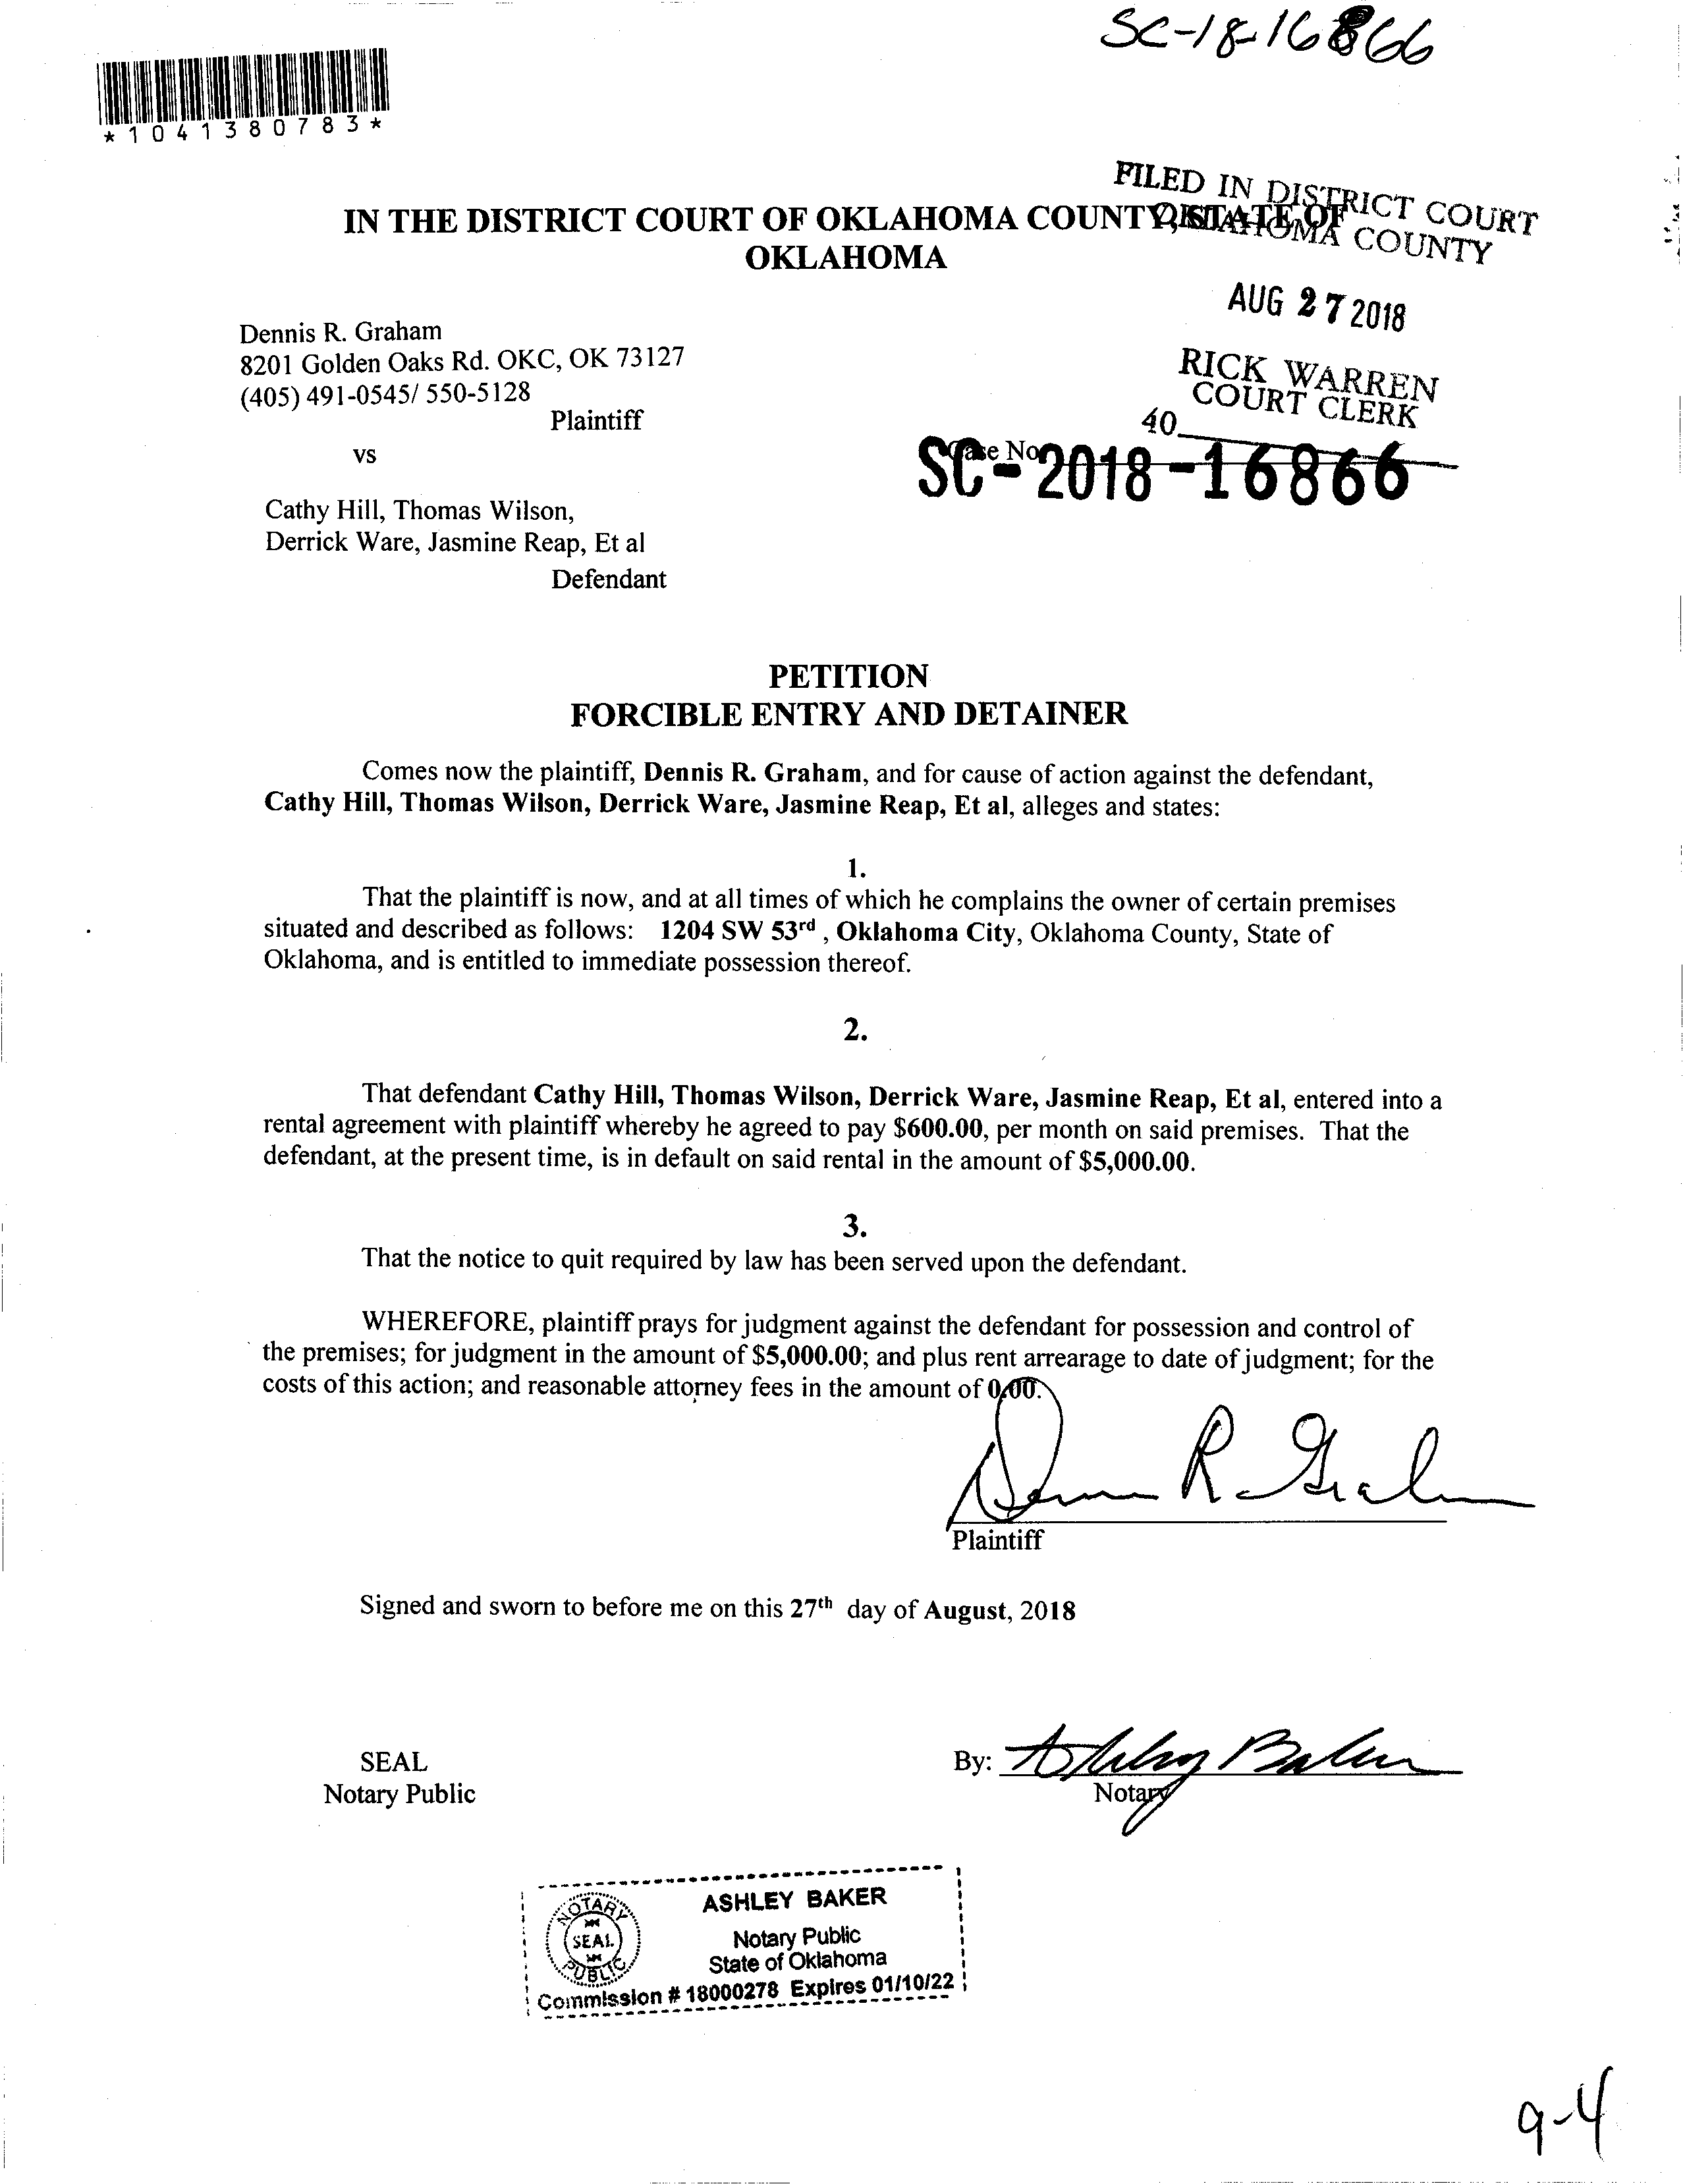 SC-18-16866
*1041380783*
FILED IN DISTRICT COURT
OKLAHOMA COUNTY
IN THE DISTRICT COURT OF OKLAHOMA COUNTY, STATE OF
OKLAHOMA
AUG 27 2018
Dennis R. Graham
8201 Golden Oaks Rd. OKC, OK 73127
(405) 491-0545/ 550-5128
Plaintiff
RICK WARREN
COURT CLERK
40
vs
Case No
SC-2018-16866
Cathy Hill, Thomas Wilson,
Derrick Ware, Jasmine Reap, Et al
Defendant
PETITION
FORCIBLE ENTRY AND DETAINER
Comes now the plaintiff, Dennis R. Graham, and for cause of action against the defendant,
Cathy Hill, Thomas Wilson, Derrick Ware, Jasmine Reap, Et al, alleges and states:
1.
That the plaintiff is now, and at all times of which he complains the owner of certain premises
situated and described as follows: 1204 SW 53rd , Oklahoma City, Oklahoma County, State of
Oklahoma, and is entitled to immediate possession thereof.
2.
That defendant Cathy Hill, Thomas Wilson, Derrick Ware, Jasmine Reap, Et al, entered into a
rental agreement with plaintiff whereby he agreed to pay $600.00, per month on said premises. That the
defendant, at the present time, is in default on said rental in the amount of $5,000.00.
3.
That the notice to quit required by law has been served upon the defendant.
WHEREFORE, plaintiff prays for judgment against the defendant for possession and control of
the premises; for judgment in the amount of $5,000.00; and plus rent arrearage to date of judgment; for the
costs of this action; and reasonable attorney fees in the amount of 0.00.
Dennis R. Graham
Plaintiff
Signed and sworn to before me on this 27th day of August, 2018
SEAL
Notary Public
By: Ashley Baker
Notary
NOTARY
SEAL
PUBLIC
ASHLEY BAKER
Notary Public
State of Oklahoma
Commission # 18000278 Expires 01/10/22
9-4